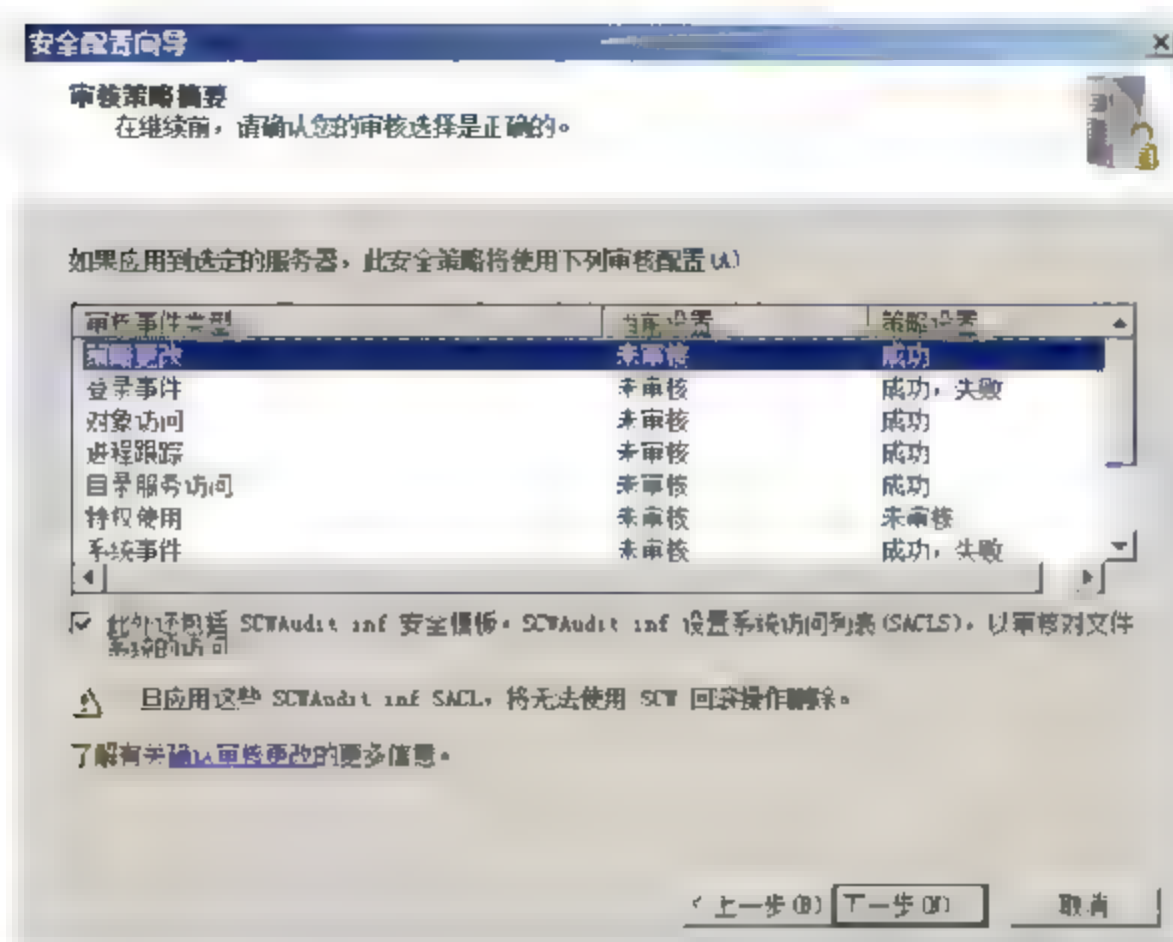 安全配置向导
审核策略摘要
在继续前，请确认您的审核选择是正确的。
如果应用到选定的服务器，此安全策略将使用下列审核配置(A)
审核事件类型 当前设置 策略设置
策略更改 未审核 成功
登录事件 未审核 成功，失败
对象访问 未审核 成功
进程跟踪 未审核 成功
目录服务访问 未审核 成功
特权使用 未审核 未审核
系统事件 未审核 成功，失败
此外还包括 SCWAudit inf 安全模板。SCWAudit inf 设置系统访问列表(SACLS)，以审核对文件
系统的访问
旦应用这些 SCWAudit inf SACL，将无法使用 SCW 回滚操作删除。
了解有关确认审核更改的更多信息。
< 上一步(B) 下一步(N) 取消